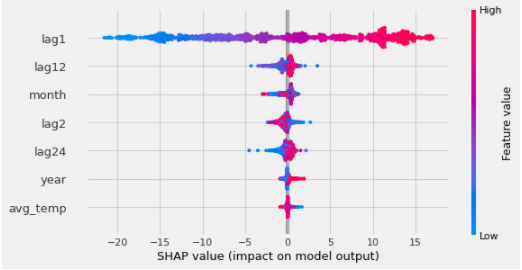 High
lag1
lag12
month
lag2
lag24
year
avg_temp
Feature value
Low
−20 −15 −10 −5 0 5 10 15
SHAP value (impact on model output)